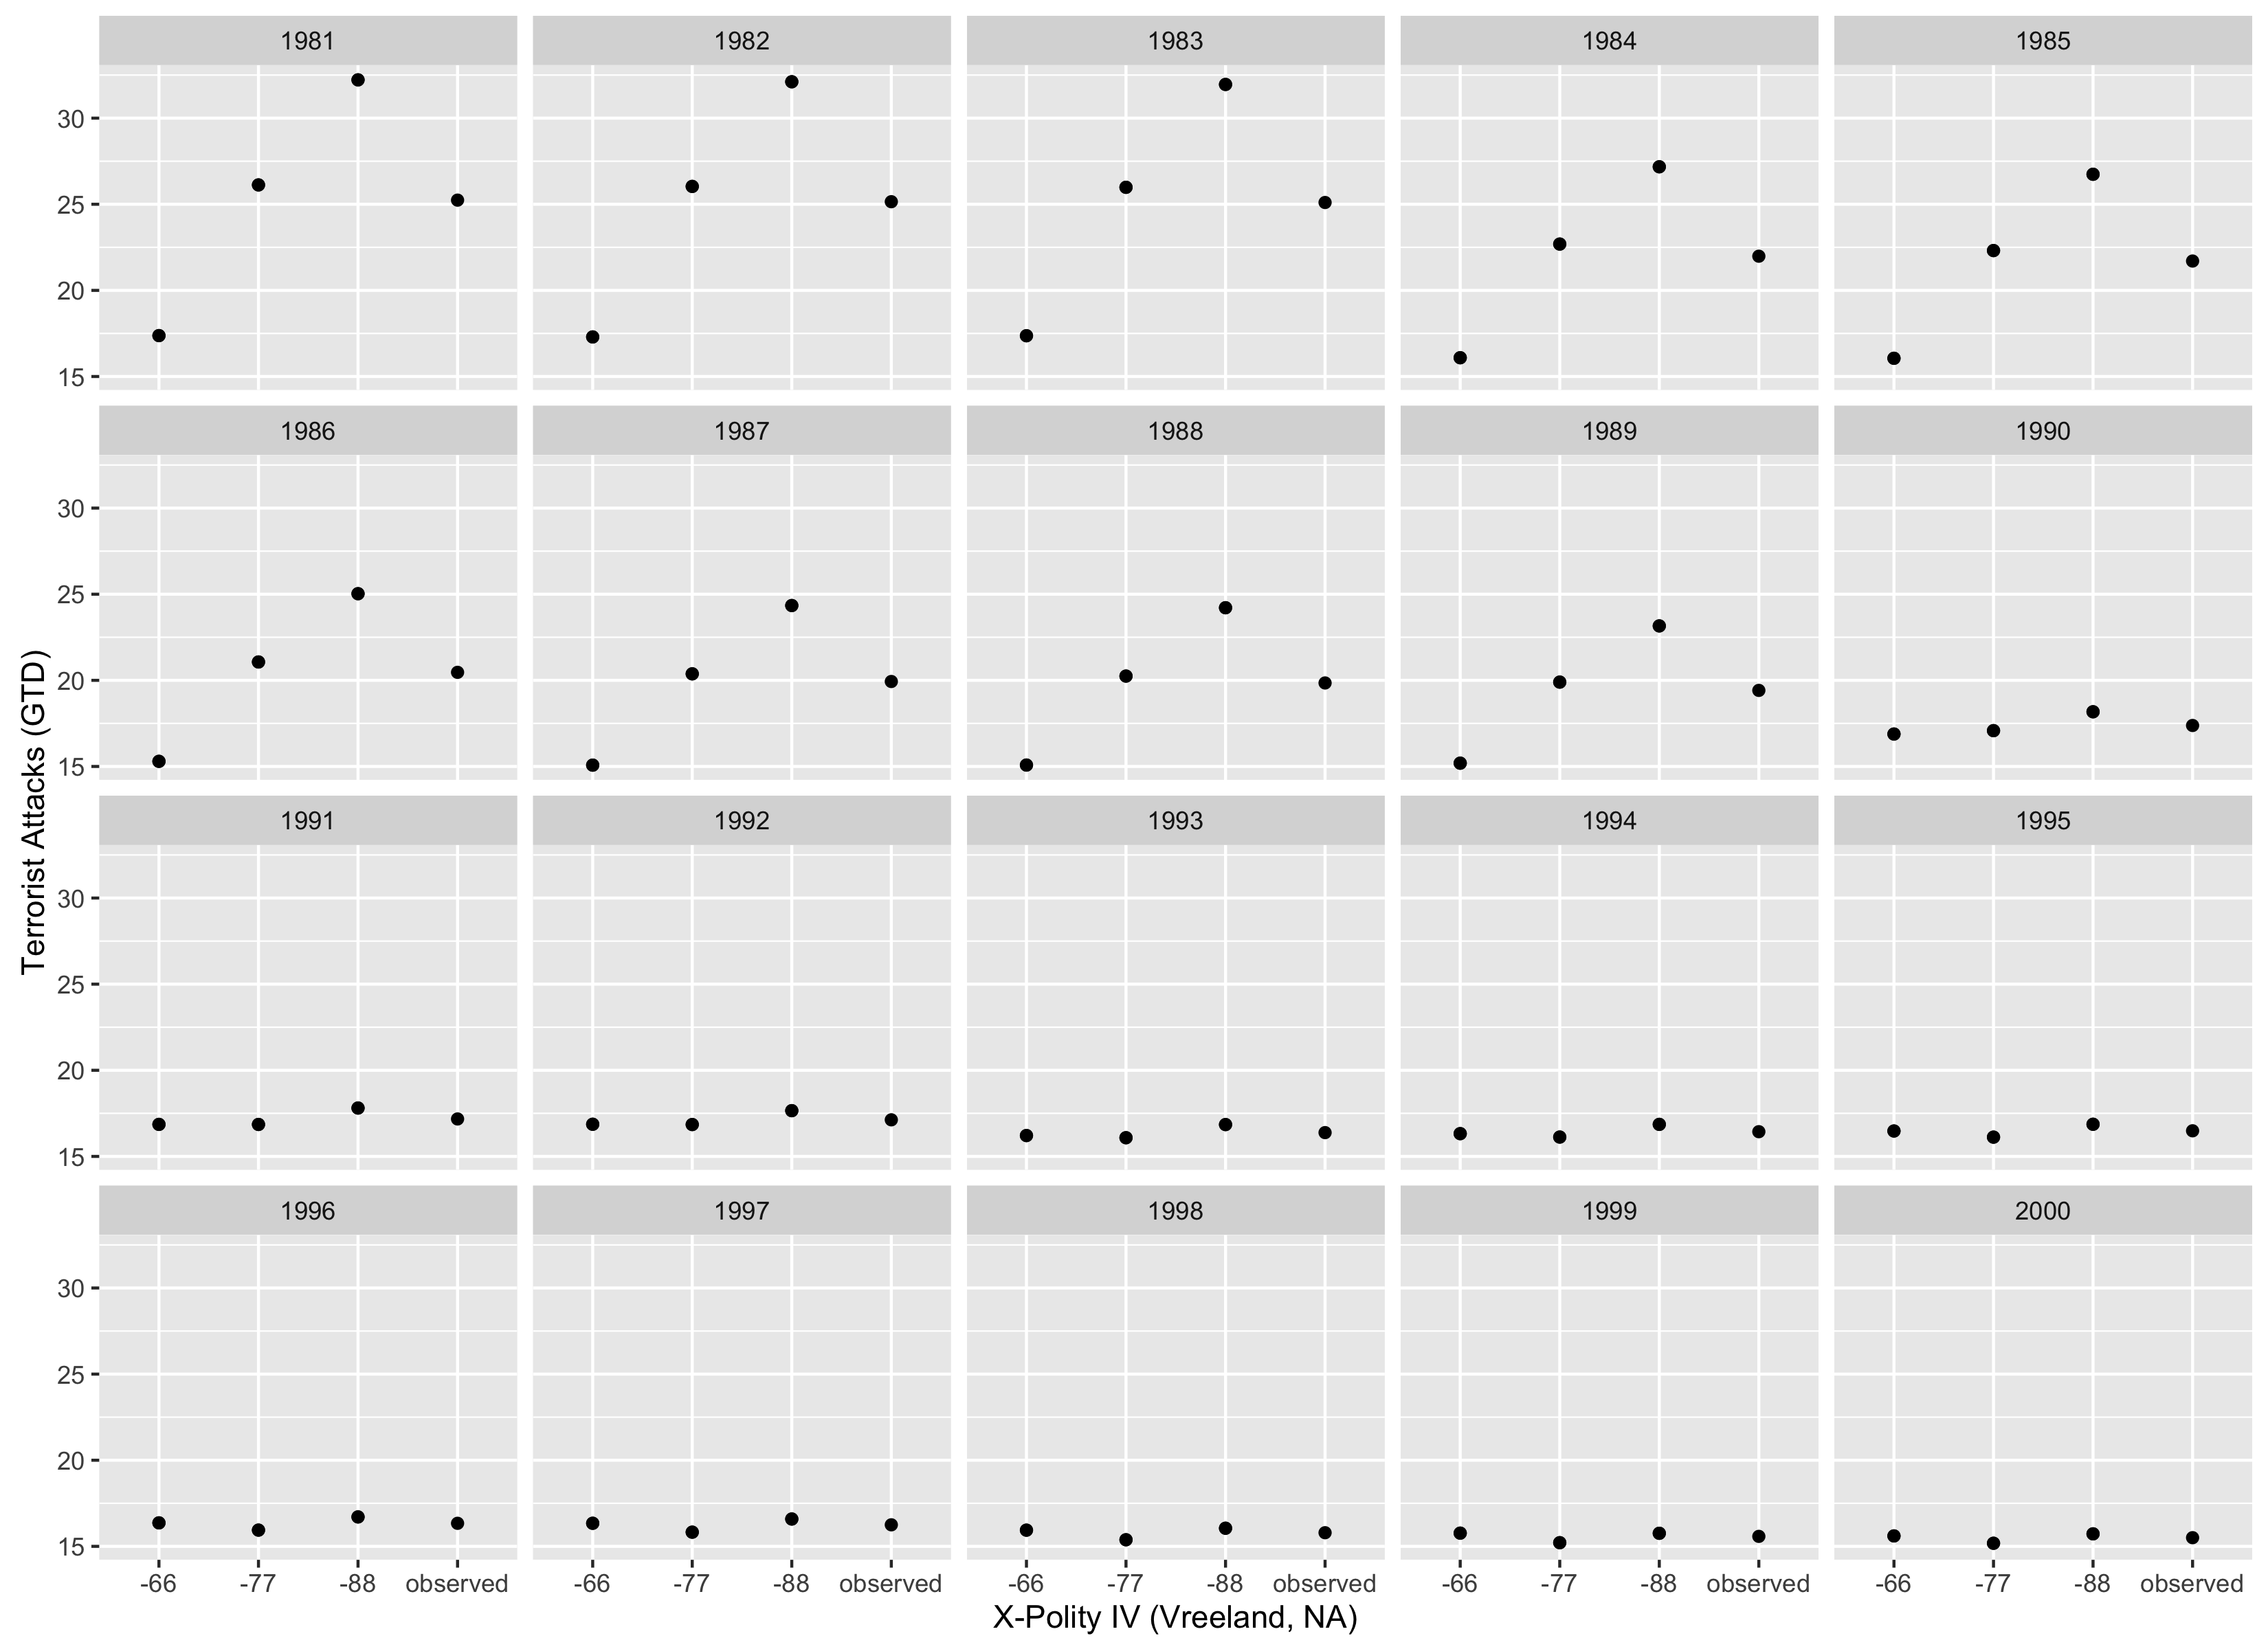 1981 1982 1983 1984 1985
30
25
20
15
1986 1987 1988 1989 1990
30
25
20
15
1991 1992 1993 1994 1995
30
25
20
15
1996 1997 1998 1999 2000
30
25
20
15
-66 -77 -88 observed -66 -77 -88 observed -66 -77 -88 observed -66 -77 -88 observed -66 -77 -88 observed
X-Polity IV (Vreeland, NA)
Terrorist Attacks (GTD)